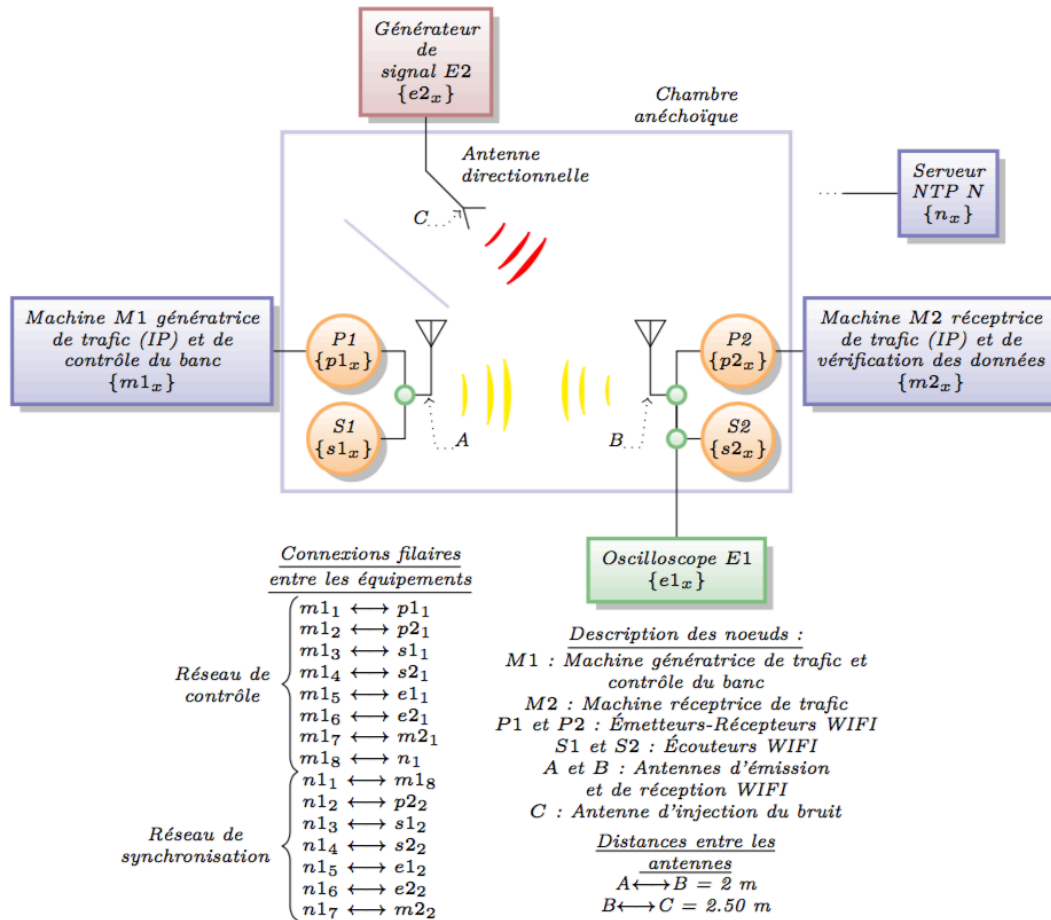 Générateur
de
signal E2
{e2ₓ}
Chambre
anéchoïque
Antenne
directionnelle
C
Serveur
NTP N
{nₓ}
Machine M1 génératrice
de trafic (IP) et de
contrôle du banc
{m1ₓ}
P1
{p1ₓ}
S1
{s1ₓ}
A
B
P2
{p2ₓ}
S2
{s2ₓ}
Machine M2 réceptrice
de trafic (IP) et de
vérification des données
{m2ₓ}
Oscilloscope E1
{e1ₓ}
Connexions filaires
entre les équipements
Réseau de
contrôle
m1₁ ⟷ p1₁
m1₂ ⟷ p2₁
m1₃ ⟷ s1₁
m1₄ ⟷ s2₁
m1₅ ⟷ e1₁
m1₆ ⟷ e2₁
m1₇ ⟷ m2₁
m1₈ ⟷ n₁
Réseau de
synchronisation
n1₁ ⟷ m1₈
n1₂ ⟷ p2₂
n1₃ ⟷ s1₂
n1₄ ⟷ s2₂
n1₅ ⟷ e1₂
n1₆ ⟷ e2₂
n1₇ ⟷ m2₂
Description des noeuds :
M1 : Machine génératrice de trafic et
contrôle du banc
M2 : Machine réceptrice de trafic
P1 et P2 : Émetteurs-Récepteurs WIFI
S1 et S2 : Écouteurs WIFI
A et B : Antennes d'émission
et de réception WIFI
C : Antenne d'injection du bruit
Distances entre les
antennes
A⟷B = 2 m
B⟷C = 2.50 m